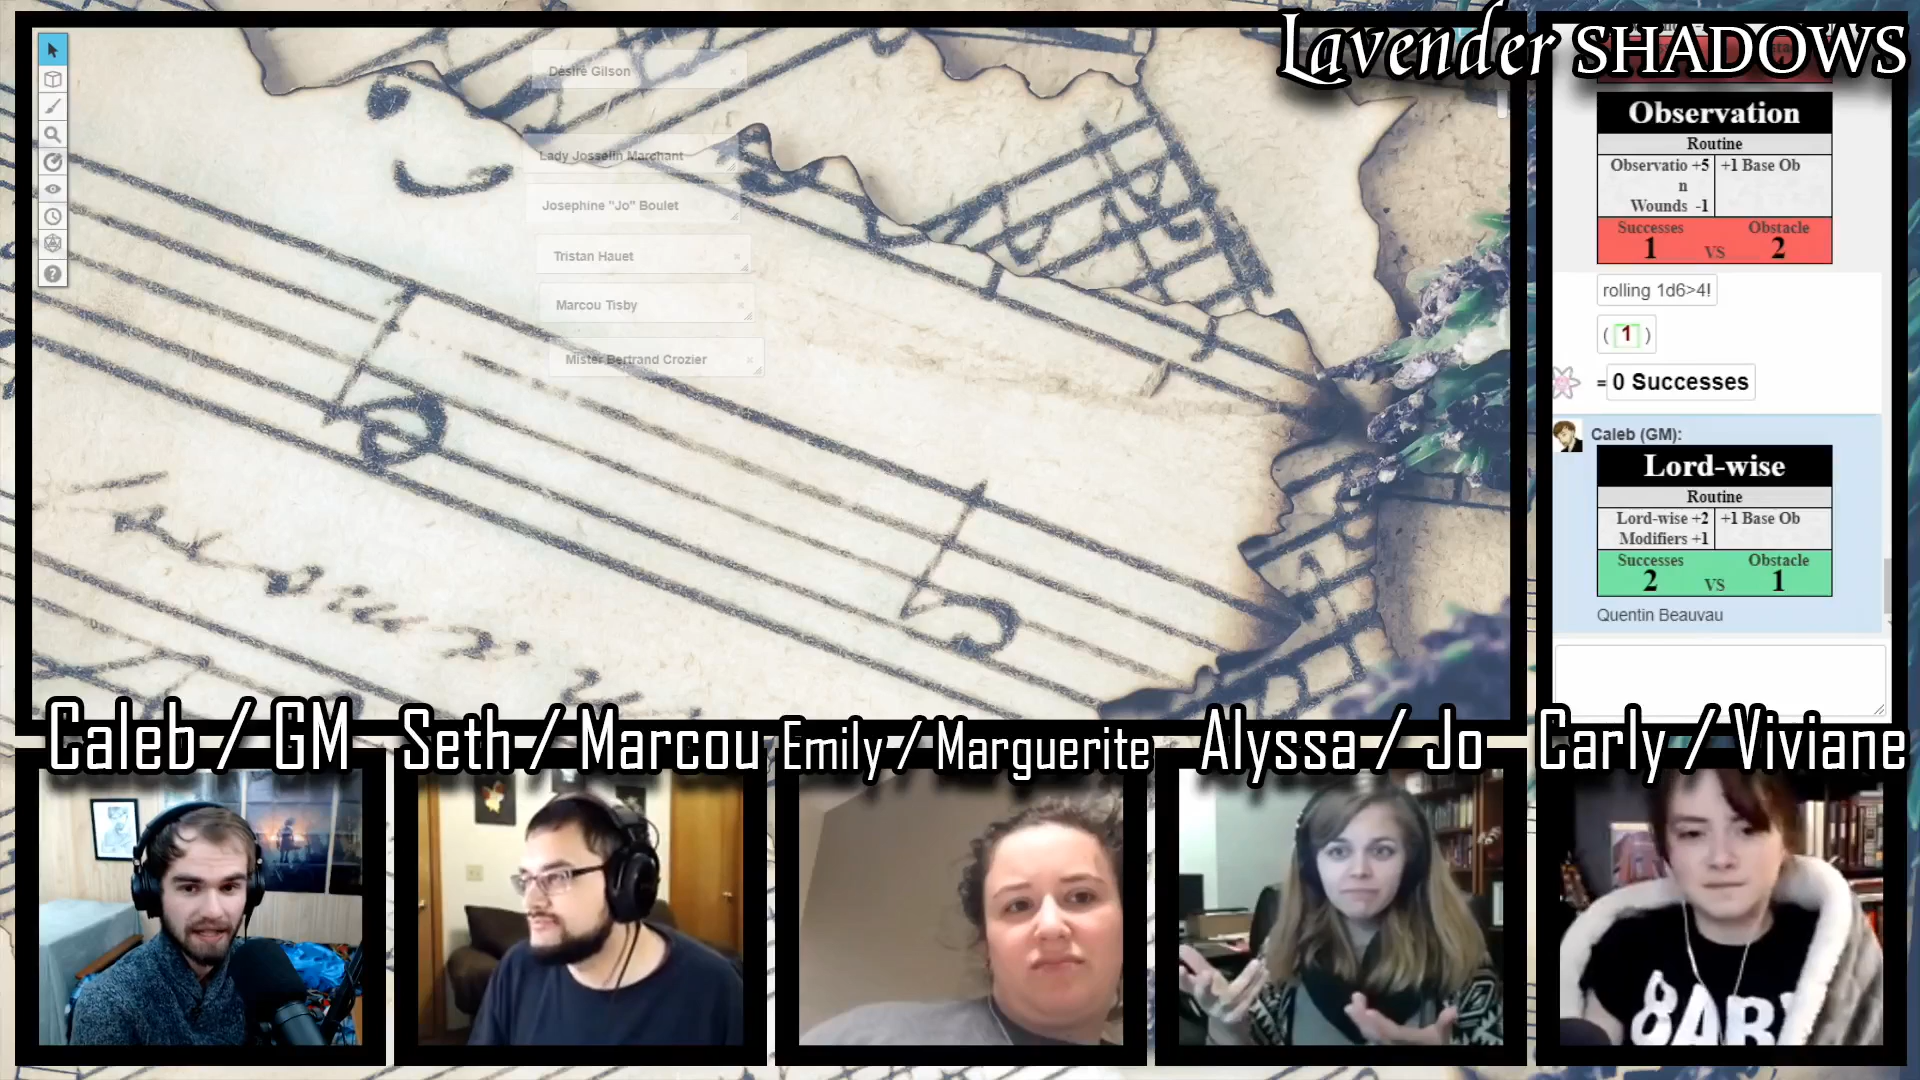 Lavender SHADOWS
Désiré Gilson
Lady Josselin Marchant
Josephine "Jo" Boulet
Tristan Hauet
Marcou Tisby
Mister Bertrand Crozier
Observation
Routine
Observatio +5
n
Wounds -1
+1 Base Ob
Successes
1
VS
Obstacle
2
rolling 1d6>4!
( 1 )
= 0 Successes
Caleb (GM):
Lord-wise
Routine
Lord-wise +2
Modifiers +1
+1 Base Ob
Successes
2
VS
Obstacle
1
Quentin Beauvau
Caleb / GM
Seth / Marcou
Emily / Marguerite
Alyssa / Jo
Carly / Viviane